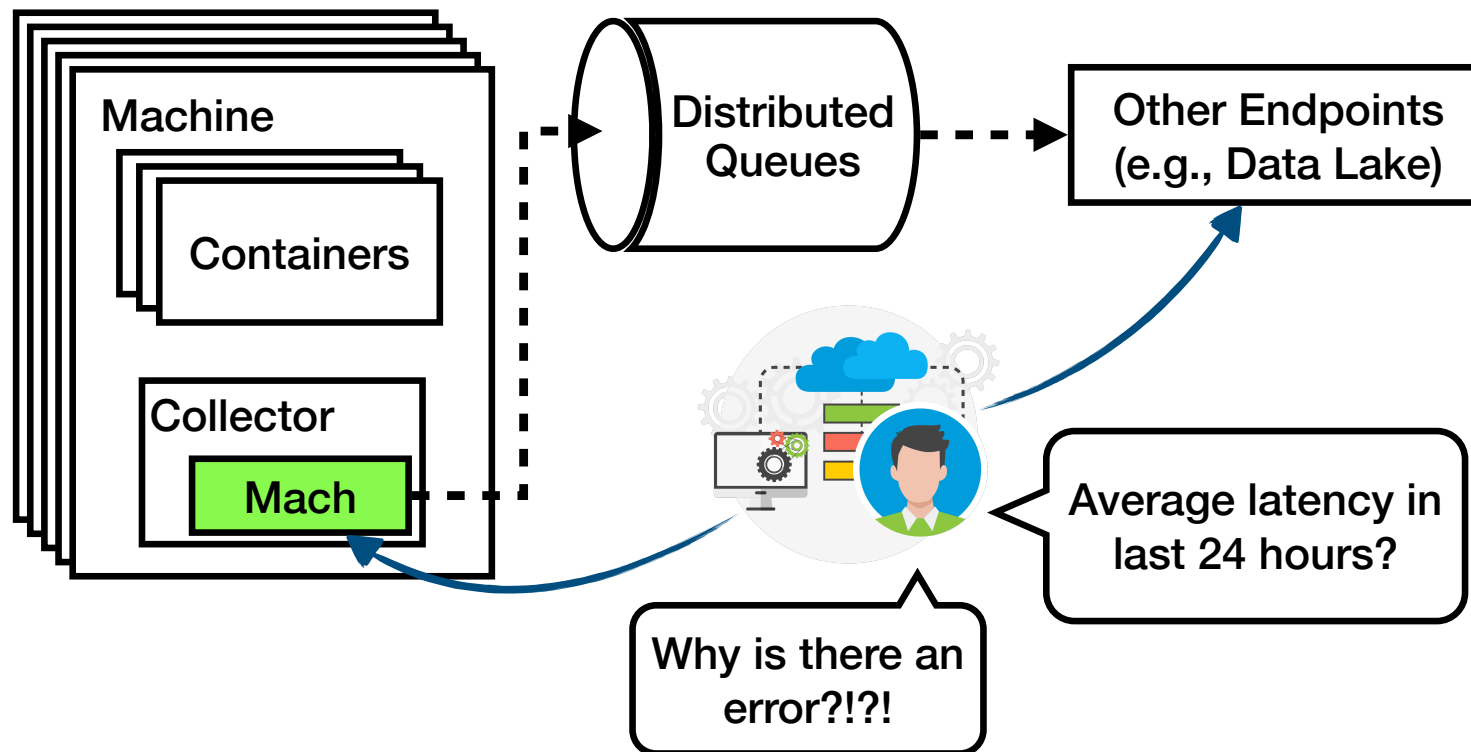 Machine
Containers
Collector
Mach
Distributed
Queues
Other Endpoints
(e.g., Data Lake)
Average latency in
last 24 hours?
Why is there an
error?!?!